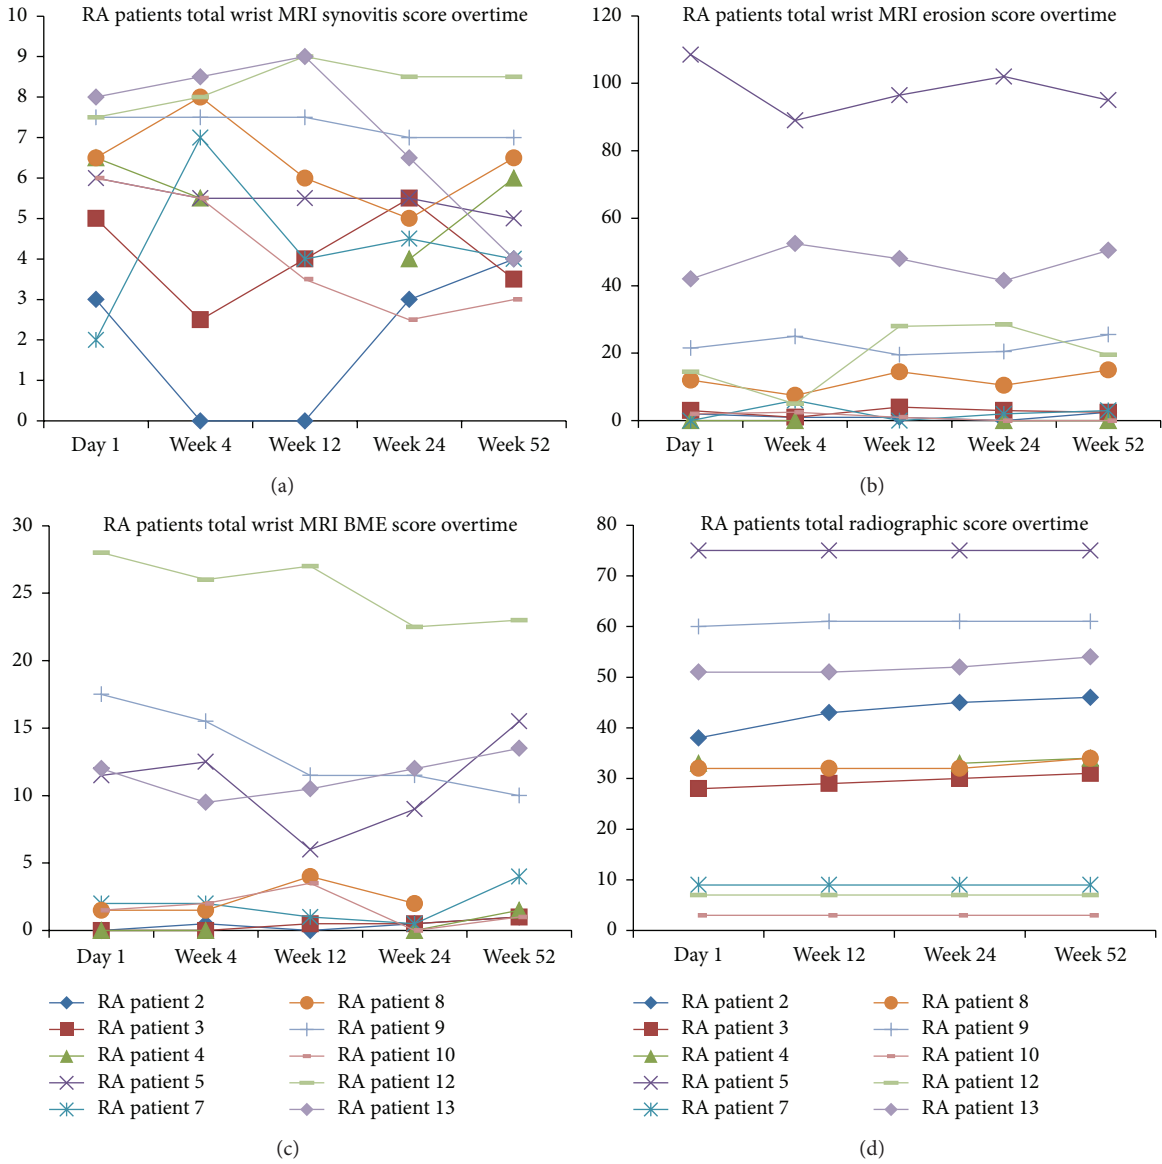 RA patients total wrist MRI synovitis score overtime
10
9
8
7
6
5
4
3
2
1
0
Day 1 Week 4 Week 12 Week 24 Week 52
(a)
RA patients total wrist MRI erosion score overtime
120
100
80
60
40
20
0
Day 1 Week 4 Week 12 Week 24 Week 52
(b)
RA patients total wrist MRI BME score overtime
30
25
20
15
10
5
0
Day 1 Week 4 Week 12 Week 24 Week 52
RA patient 2 RA patient 8
RA patient 3 RA patient 9
RA patient 4 RA patient 10
RA patient 5 RA patient 12
RA patient 7 RA patient 13
(c)
RA patients total radiographic score overtime
80
70
60
50
40
30
20
10
0
Day 1 Week 12 Week 24 Week 52
RA patient 2 RA patient 8
RA patient 3 RA patient 9
RA patient 4 RA patient 10
RA patient 5 RA patient 12
RA patient 7 RA patient 13
(d)